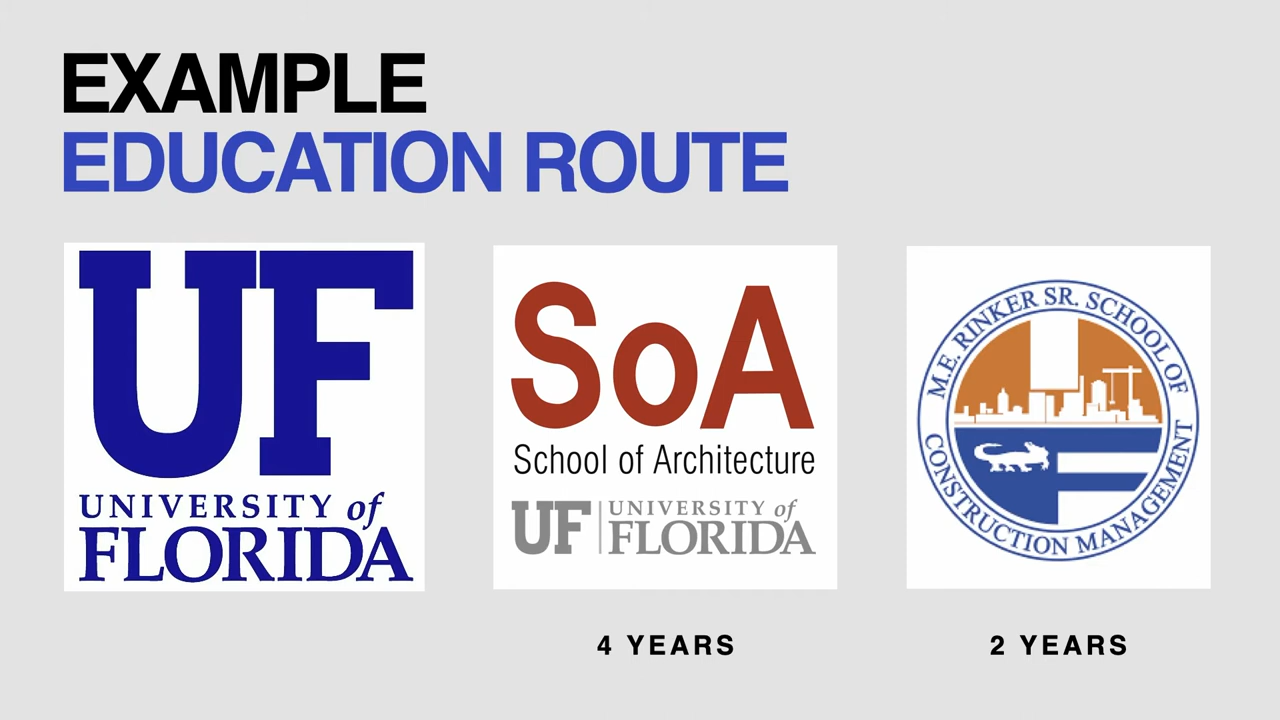 EXAMPLE
EDUCATION ROUTE
UF
UNIVERSITY of
FLORIDA
SoA
School of Architecture
UF UNIVERSITY of
FLORIDA
M.E. RINKER SR. SCHOOL OF
CONSTRUCTION MANAGEMENT
4 YEARS
2 YEARS